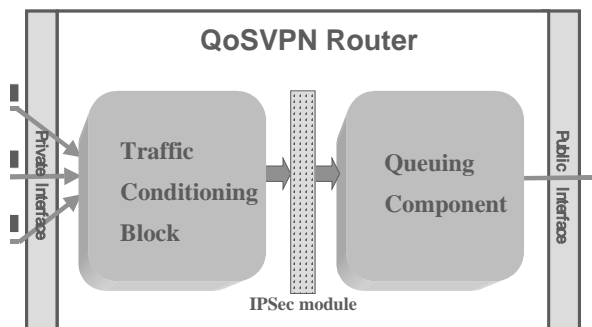 QoSVPN Router
Private Interface
Traffic
Conditioning
Block
Queuing
Component
Public Interface
IPSec module